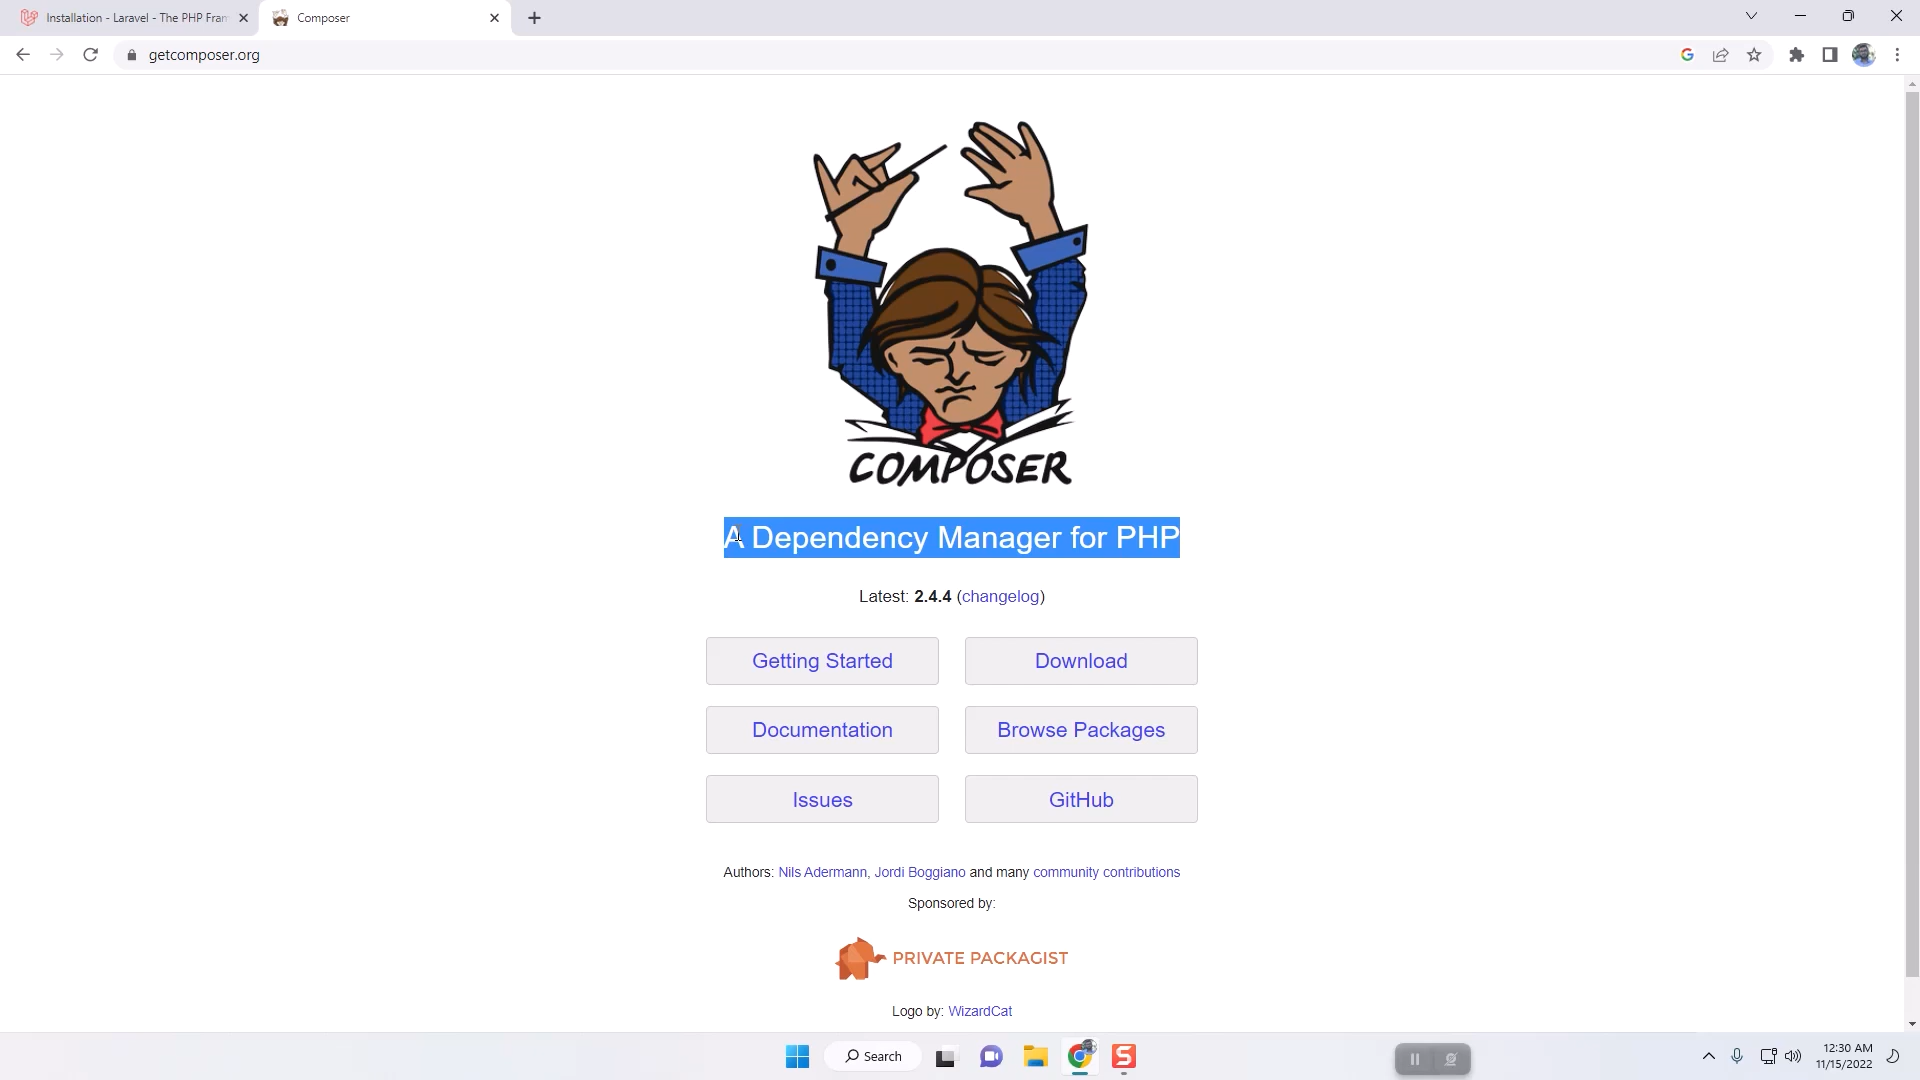 Installation - Laravel - The PHP Fram
Composer
getcomposer.org
COMPOSER
A Dependency Manager for PHP
Latest: 2.4.4 (changelog)
Getting Started
Download
Documentation
Browse Packages
Issues
GitHub
Authors: Nils Adermann, Jordi Boggiano and many community contributions
Sponsored by:
PRIVATE PACKAGIST
Logo by: WizardCat
Search
12:30 AM
11/15/2022